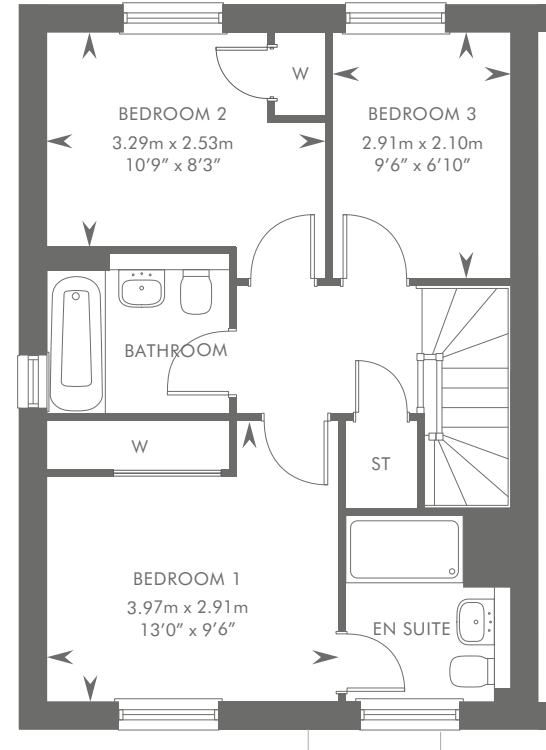 W
BEDROOM 2
3.29m x 2.53m
10'9" x 8'3"
BEDROOM 3
2.91m x 2.10m
9'6" x 6'10"
BATHROOM
W
ST
BEDROOM 1
3.97m x 2.91m
13'0" x 9'6"
EN SUITE